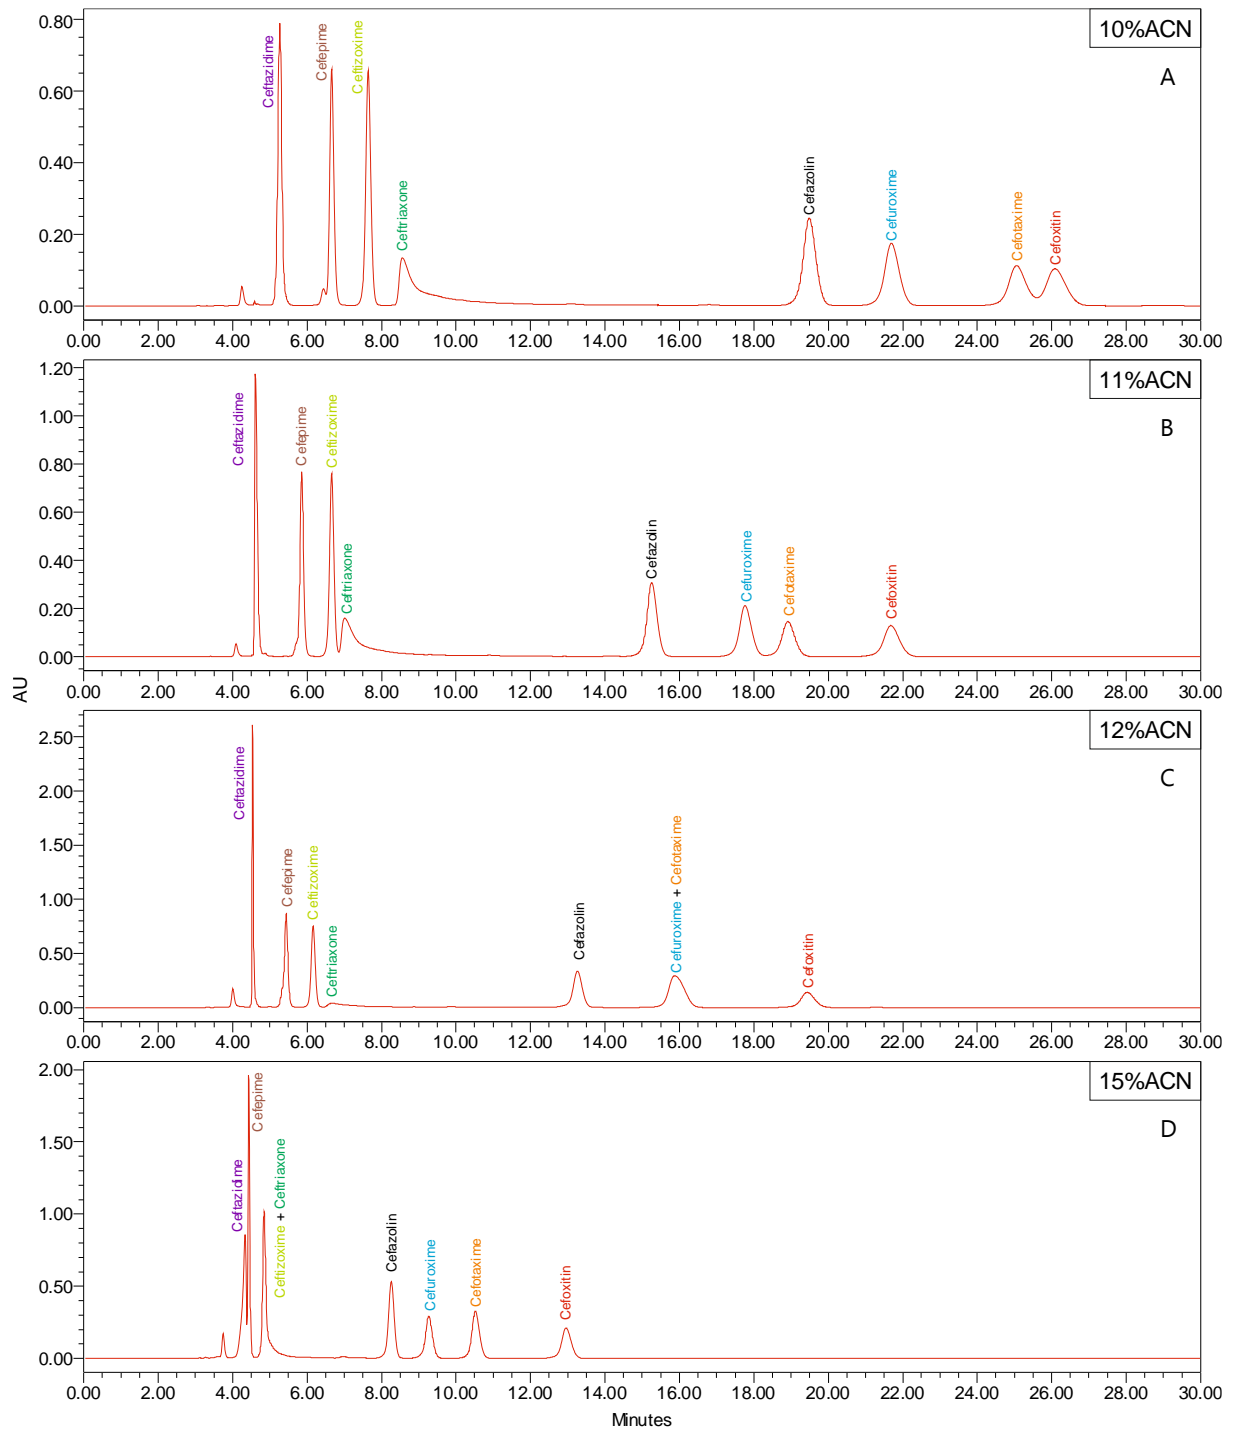 10%ACN
A
0.80
0.60
0.40
0.20
0.00
Ceftazidime
Cefepime
Ceftizoxime
Ceftriaxone
Cefazolin
Cefuroxime
Cefotaxime
Cefoxitin
0.00 2.00 4.00 6.00 8.00 10.00 12.00 14.00 16.00 18.00 20.00 22.00 24.00 26.00 28.00 30.00
11%ACN
B
1.20
1.00
0.80
0.60
0.40
0.20
0.00
Ceftazidime
Cefepime
Ceftizoxime
Ceftriaxone
Cefazolin
Cefuroxime
Cefotaxime
Cefoxitin
0.00 2.00 4.00 6.00 8.00 10.00 12.00 14.00 16.00 18.00 20.00 22.00 24.00 26.00 28.00 30.00
AU
12%ACN
C
2.50
2.00
1.50
1.00
0.50
0.00
Ceftazidime
Cefepime
Ceftizoxime
Ceftriaxone
Cefazolin
Cefuroxime + Cefotaxime
Cefoxitin
0.00 2.00 4.00 6.00 8.00 10.00 12.00 14.00 16.00 18.00 20.00 22.00 24.00 26.00 28.00 30.00
15%ACN
D
2.00
1.50
1.00
0.50
0.00
Ceftazidime
Cefepime
Ceftizoxime + Ceftriaxone
Cefazolin
Cefuroxime
Cefotaxime
Cefoxitin
0.00 2.00 4.00 6.00 8.00 10.00 12.00 14.00 16.00 18.00 20.00 22.00 24.00 26.00 28.00 30.00
Minutes